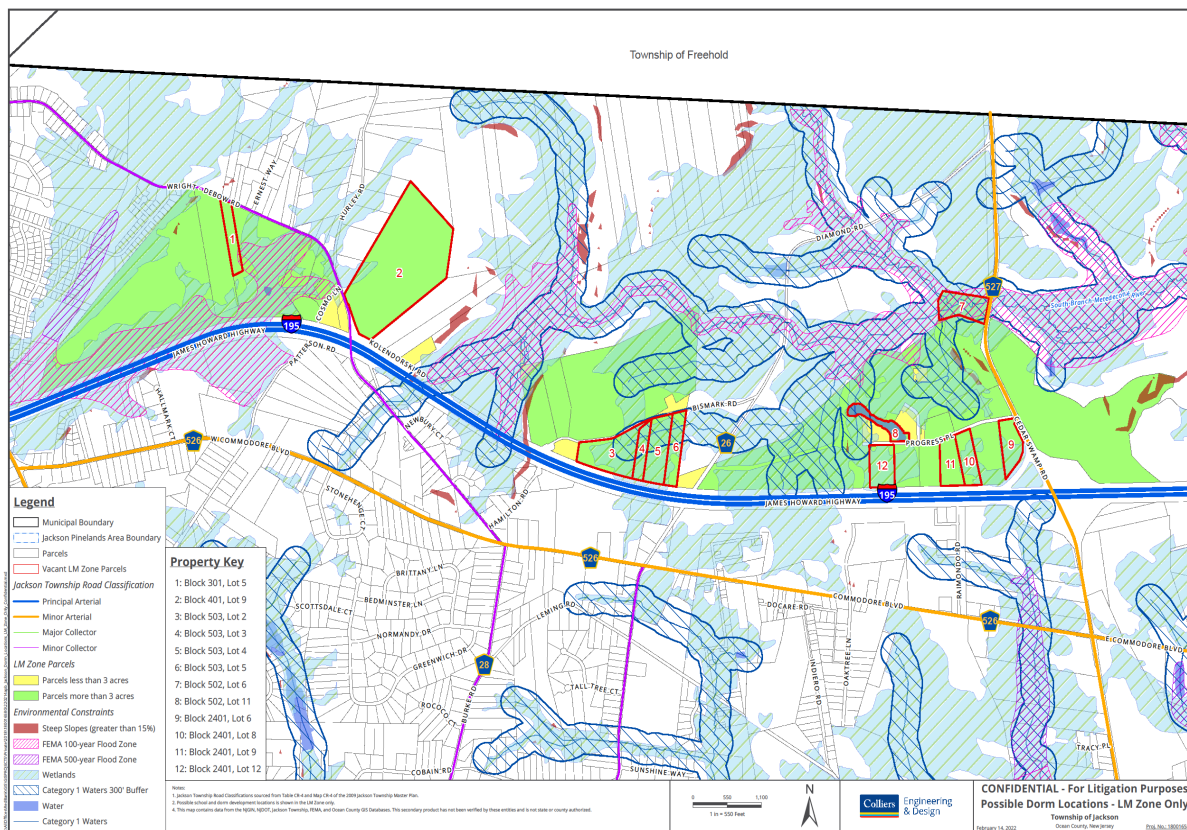 Township of Freehold
WRIGHT DEBOW RD
ERNEST WAY
HURLEY RD
1
2
COSMO LN
195
JAMES HOWARD HIGHWAY
PATTERSON RD
KOLENDORSKI RD
HALLMARK CT
526
W COMMODORE BLVD
NEWBURY CT
STONEHENGE CT
HAMILTON RD
DIAMOND RD
527
7
BISMARK RD
26
3
4
5
6
8
PROGRESS PL
9
10
11
12
CEDAR SWAMP RD
195
JAMES HOWARD HIGHWAY
526
BRITTANY LN
BEDMINSTER LN
SCOTTSDALE CT
NORMANDY DR
GREENWICH DR
28
ROCOCO CT
BURKE RD
COBAIN RD
LEMING RD
TALL TREE CT
SUNSHINE WAY
DOCARE RD
COMMODORE BLVD
RAIMONDO RD
INDIERO RD
OAKTREE LN
526
E COMMODORE BLVD
TRACY PL
Legend
Municipal Boundary
Jackson Pinelands Area Boundary
Parcels
Vacant LM Zone Parcels
Jackson Township Road Classification
Principal Arterial
Minor Arterial
Major Collector
Minor Collector
LM Zone Parcels
Parcels less than 3 acres
Parcels more than 3 acres
Environmental Constraints
Steep Slopes (greater than 15%)
FEMA 100-year Flood Zone
FEMA 500-year Flood Zone
Wetlands
Category 1 Waters 300' Buffer
Water
Category 1 Waters
Property Key
1: Block 301, Lot 5
2: Block 401, Lot 9
3: Block 503, Lot 2
4: Block 503, Lot 3
5: Block 503, Lot 4
6: Block 503, Lot 5
7: Block 502, Lot 6
8: Block 502, Lot 11
9: Block 2401, Lot 6
10: Block 2401, Lot 8
11: Block 2401, Lot 9
12: Block 2401, Lot 12
Notes:
1. Jackson Township Road Classifications sourced from Table CR-4 and Map CR-4 of the 2009 Jackson Township Master Plan.
2. Possible school and dorm development locations is shown in the LM Zone only.
4. This map contains data from the NJGIN, NJDOT, Jackson Township, FEMA, and Ocean County GIS Databases. This secondary product has not been verified by these entities and is not state or county authorized.
0 550 1,100
1 in = 550 Feet
N
Colliers
Engineering
& Design
CONFIDENTIAL - For Litigation Purposes
Possible Dorm Locations - LM Zone Only
Township of Jackson
Ocean County, New Jersey
February 14, 2022